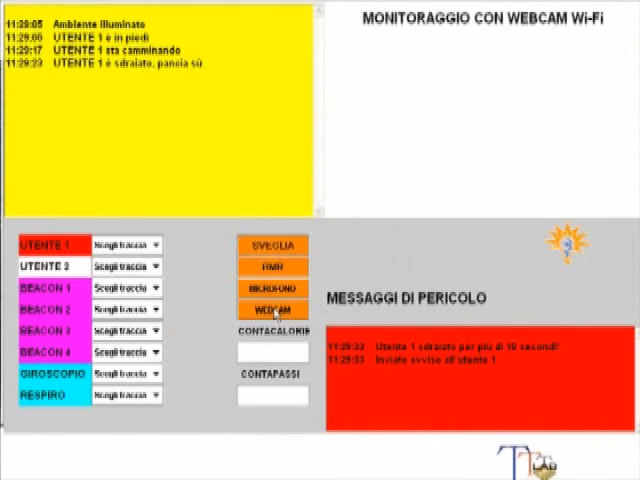 11:29:05 Ambiente Illuminato
11:29:06 UTENTE 1 è in piedi
11:29:17 UTENTE 1 sta camminando
11:29:23 UTENTE 1 è sdraiato, pancia sù
MONITORAGGIO CON WEBCAM Wi-Fi
UTENTE 1 Scegli traccia SVEGLIA
UTENTE 2 Scegli traccia
BEACON 1 Scegli traccia MICROFONO
BEACON 2 Scegli traccia WEBCAM
BEACON 3 Scegli traccia CONTACALORIE
BEACON 4 Scegli traccia
GIROSCOPIO Scegli traccia CONTAPASSI
RESPIRO Scegli traccia
MESSAGGI DI PERICOLO
11:29:33 Utente 1 sdraiato per più di 10 secondi!
11:29:33 Inviato avviso all'utente 1
LAB